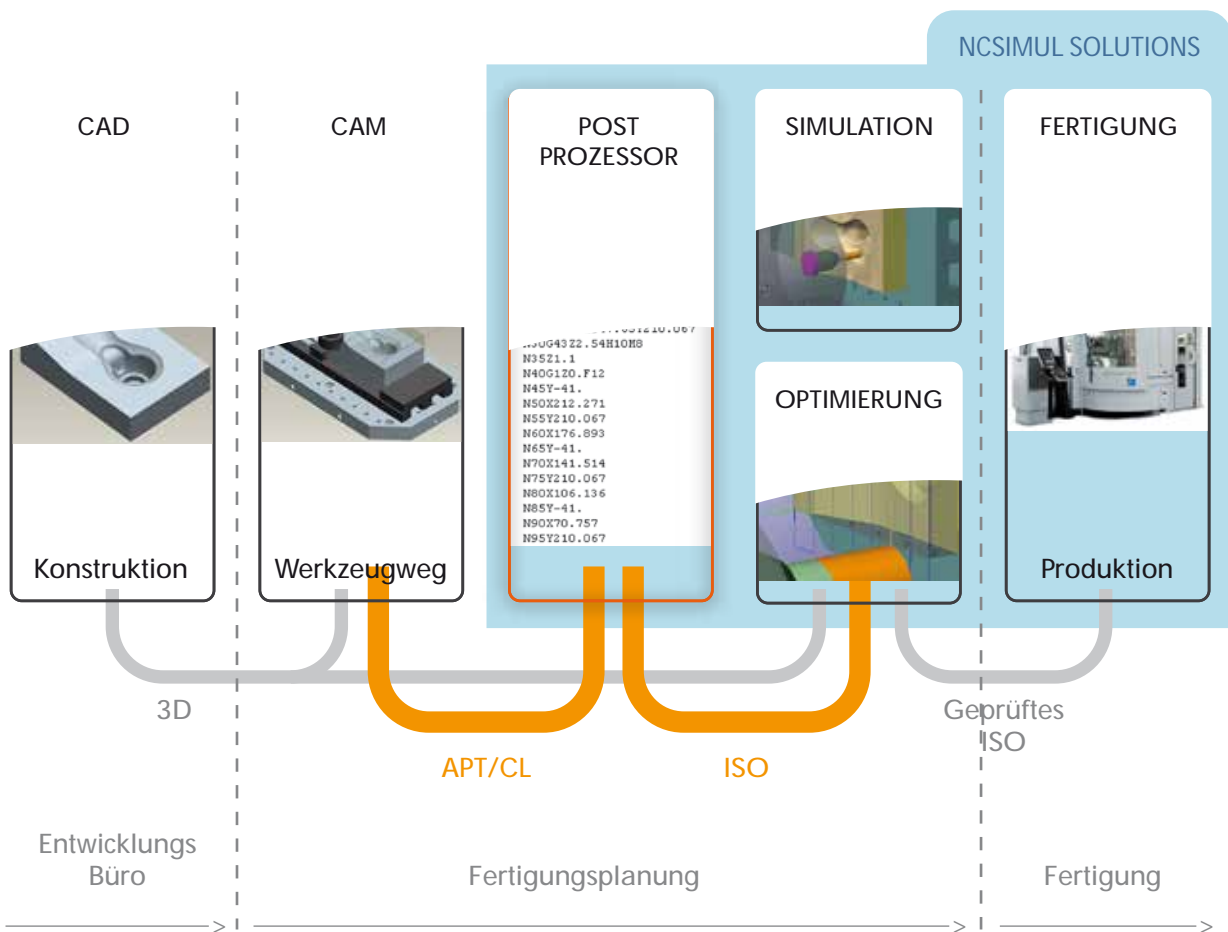 NCSIMUL SOLUTIONS
CAD
CAM
POST
PROZESSOR
SIMULATION
FERTIGUNG
N35Z1.1
N40G1Z0.F12
N45Y-41.
N50X212.271
N55Y210.067
N60X176.893
N65Y-41.
N70X141.514
N75Y210.067
N80X106.136
N85Y-41.
N90X70.757
N95Y210.067
OPTIMIERUNG
Konstruktion
Werkzeugweg
Produktion
3D
APT/CL
ISO
Geprüftes
ISO
Entwicklungs
Büro
Fertigungsplanung
Fertigung